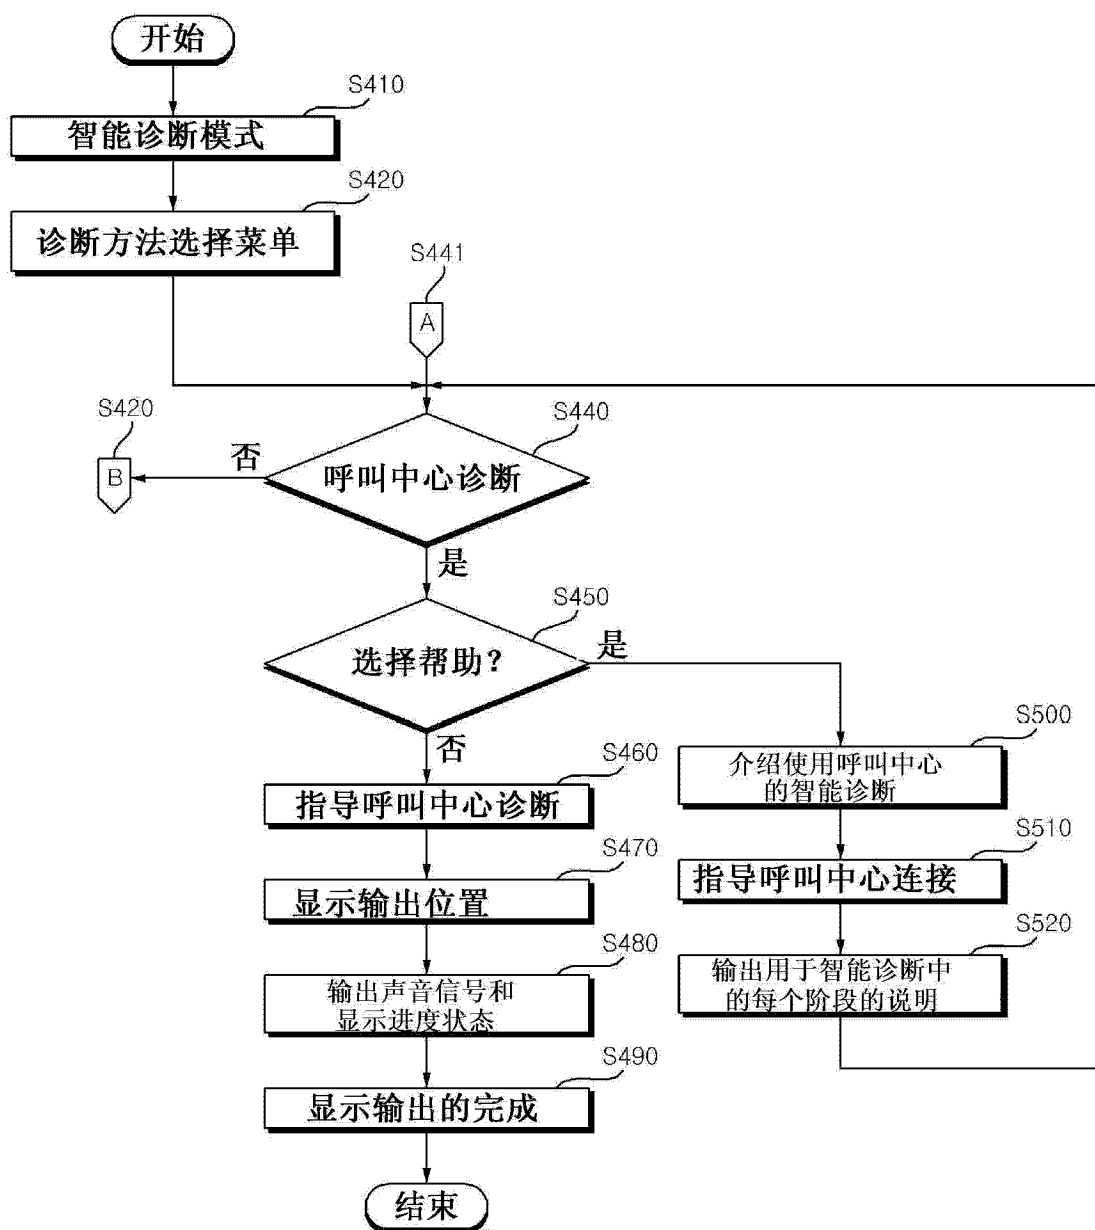 开始
S410
智能诊断模式
S420
诊断方法选择菜单
S441
A
S420
B
否
S440
呼叫中心诊断
是
S450
选择帮助？
是
否
S460
指导呼叫中心诊断
S470
显示输出位置
S480
输出声音信号和
显示进度状态
S490
显示输出的完成
结束
S500
介绍使用呼叫中心
的智能诊断
S510
指导呼叫中心连接
S520
输出用于智能诊断中
的每个阶段的说明